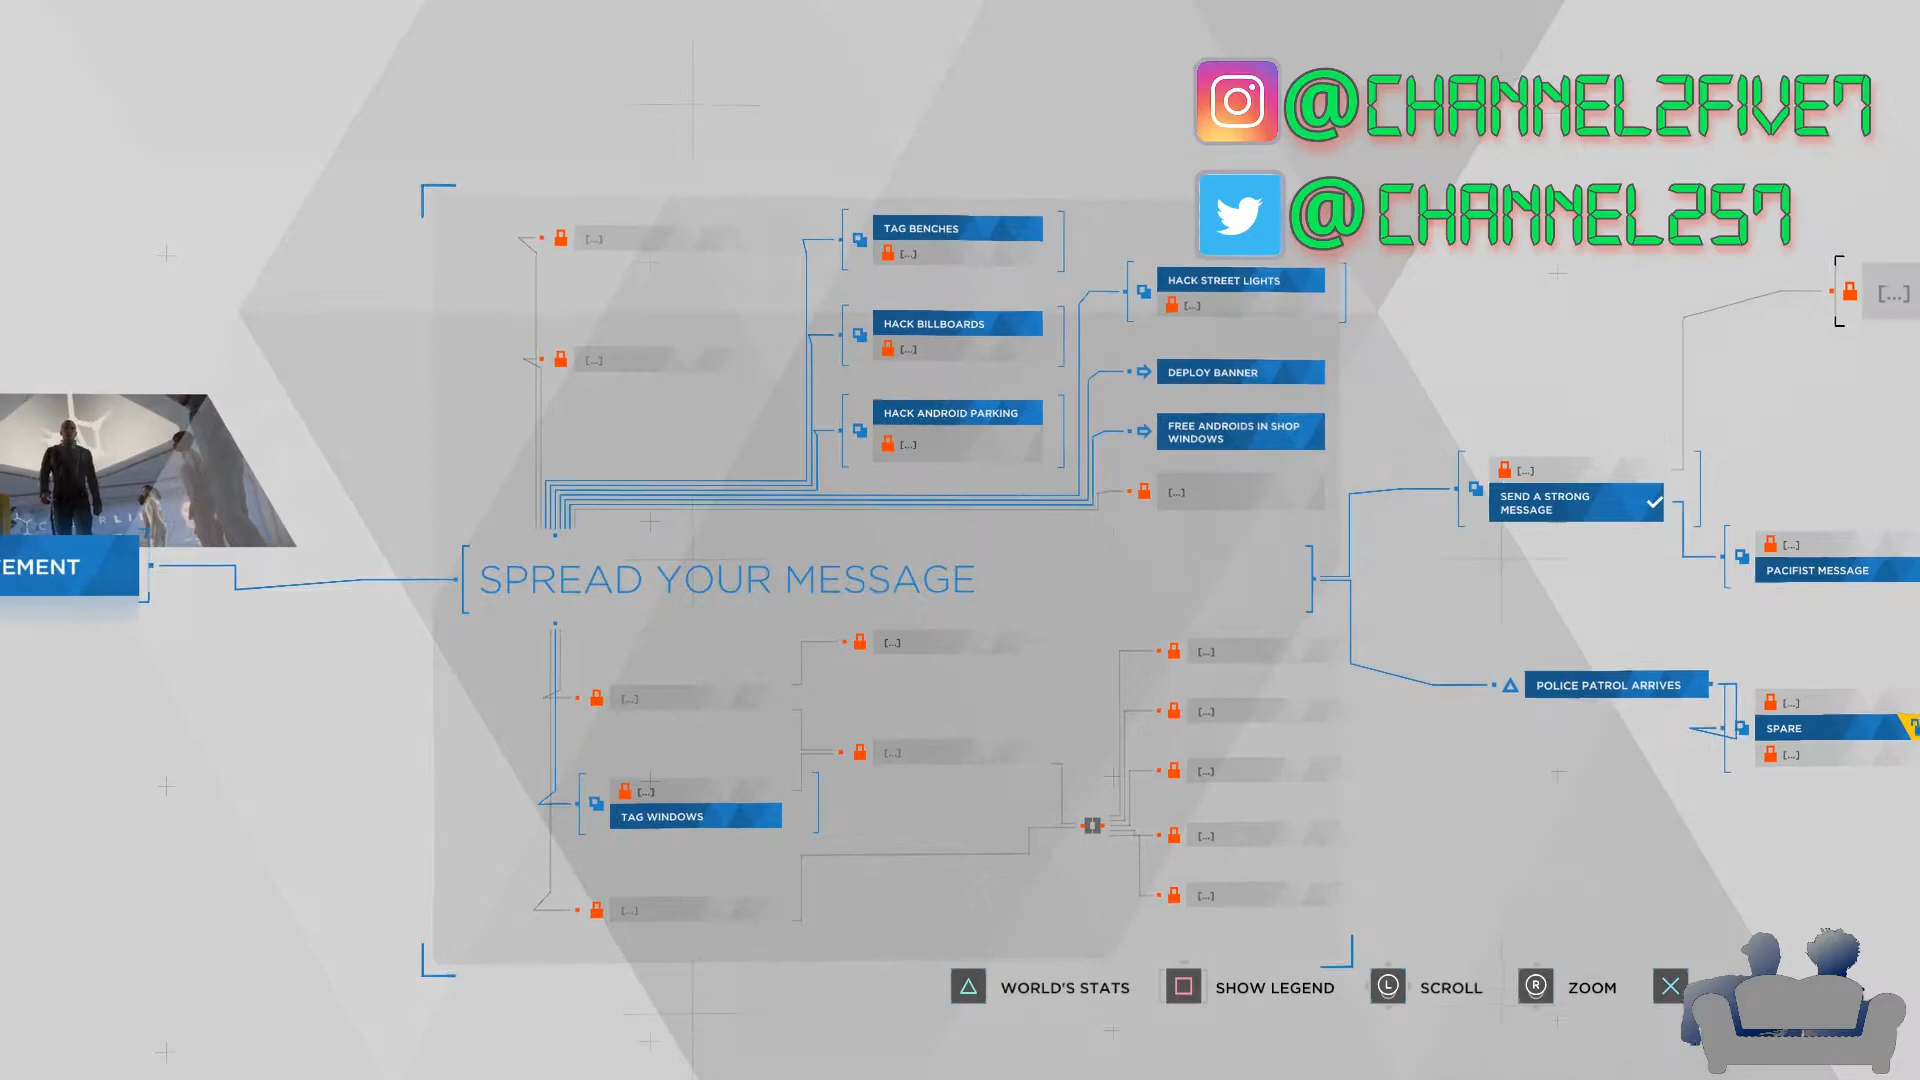 @CHANNEL2FIVE7
@CHANNEL257
[...]
TAG BENCHES
[...]
HACK STREET LIGHTS
[...]
[...]
HACK BILLBOARDS
[...]
[...]
DEPLOY BANNER
HACK ANDROID PARKING
[...]
FREE ANDROIDS IN SHOP
WINDOWS
[...]
[...]
SEND A STRONG
MESSAGE
[...]
PACIFIST MESSAGE
EMENT
SPREAD YOUR MESSAGE
[...]
[...]
[...]
[...]
[...]
[...]
TAG WINDOWS
[...]
[...]
[...]
[...]
POLICE PATROL ARRIVES
[...]
SPARE
[...]
WORLD'S STATS
SHOW LEGEND
L
SCROLL
R
ZOOM